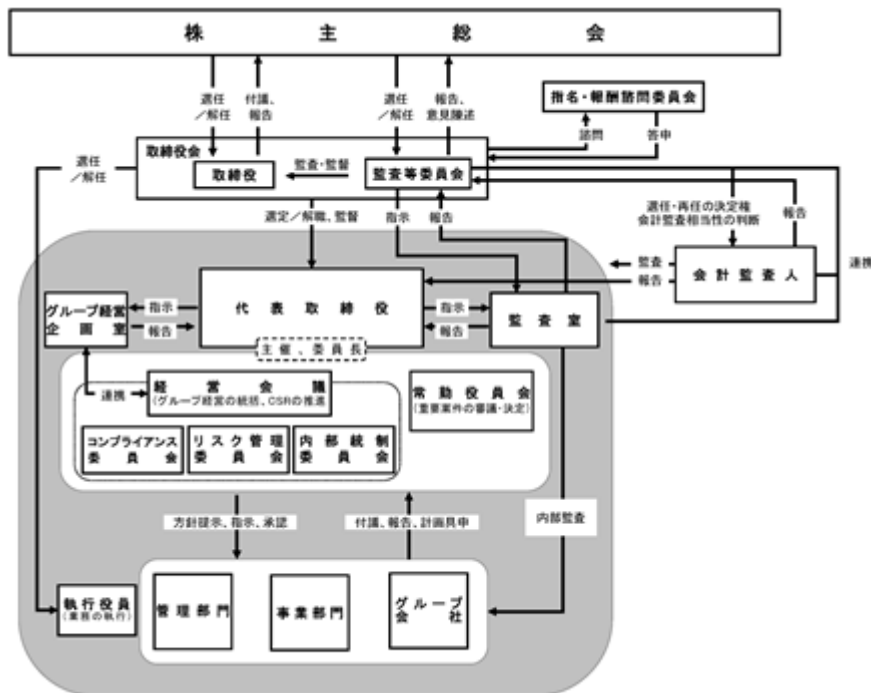 株主総会
選任
／解任
付議、
報告
選任
／解任
報告、
意見陳述
指名・報酬諮問委員会
諮問
答申
取締役会
取締役
監査・監督
監査等委員会
選任
／解任
選定／解職、監督
指示
報告
選任・再任の決定権
会計監査相当性の判断
報告
連携
会計監査人
監査
報告
グループ経営
企画室
指示
報告
代表取締役
指示
報告
監査室
主催、委員長
連携
経営会議
(グループ経営の統括、CSRの推進
常勤役員会
(重要案件の審議・決定)
コンプライアンス
委員会
リスク管理
委員会
内部統制
委員会
方針提示、指示、承認
付議、報告、計画具申
内部監査
執行役員
(業務の執行)
管理部門
事業部門
グループ
会社